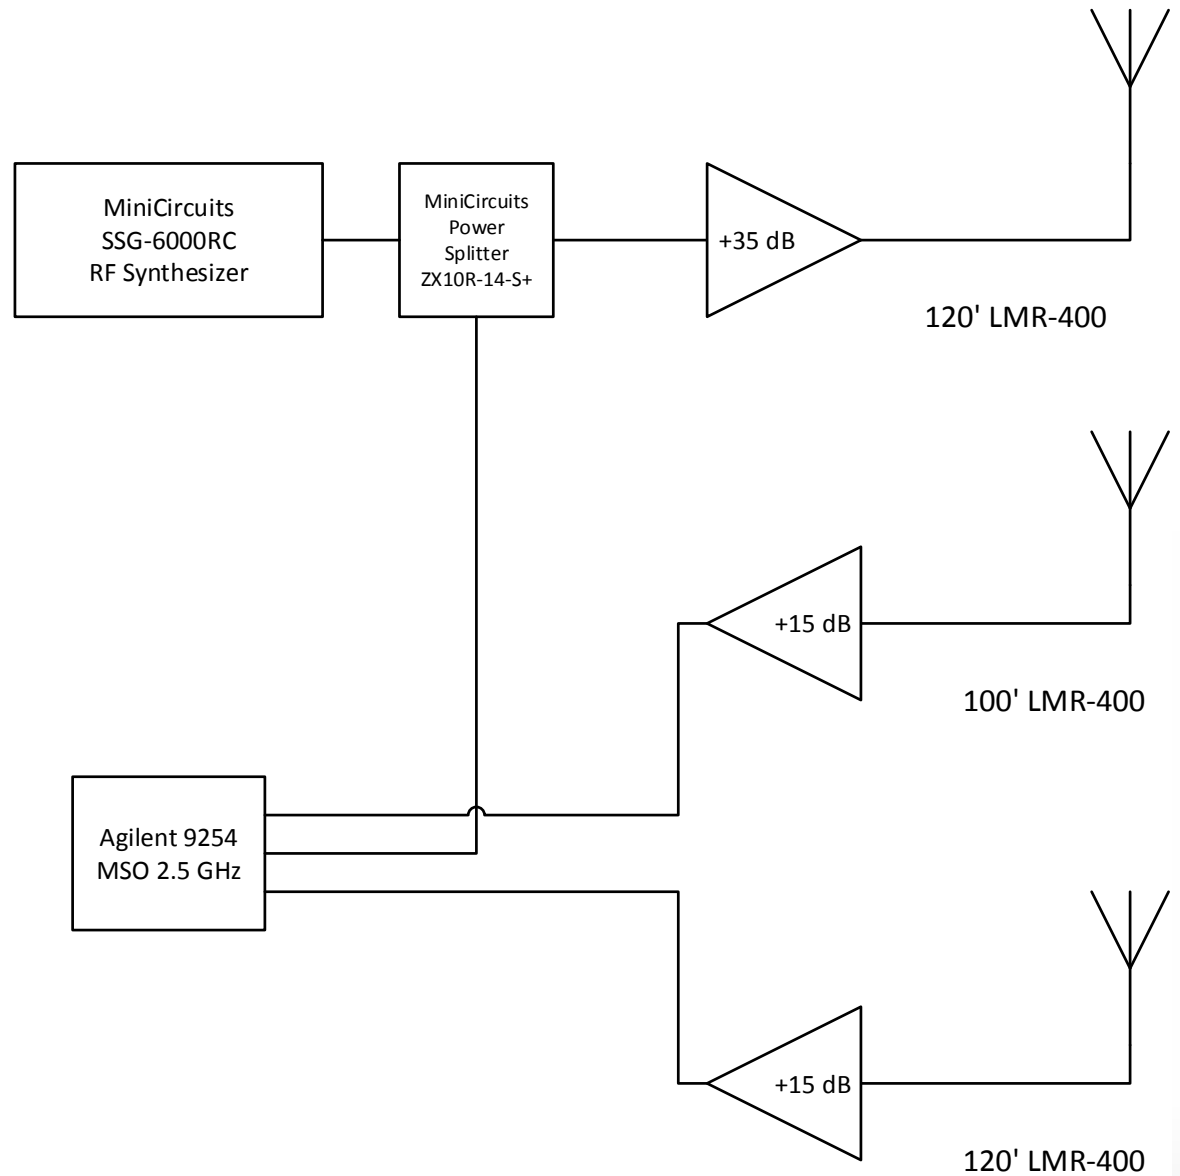 MiniCircuits
SSG-6000RC
RF Synthesizer
MiniCircuits
Power
Splitter
ZX10R-14-S+
+35 dB
120' LMR-400
+15 dB
100' LMR-400
Agilent 9254
MSO 2.5 GHz
+15 dB
120' LMR-400